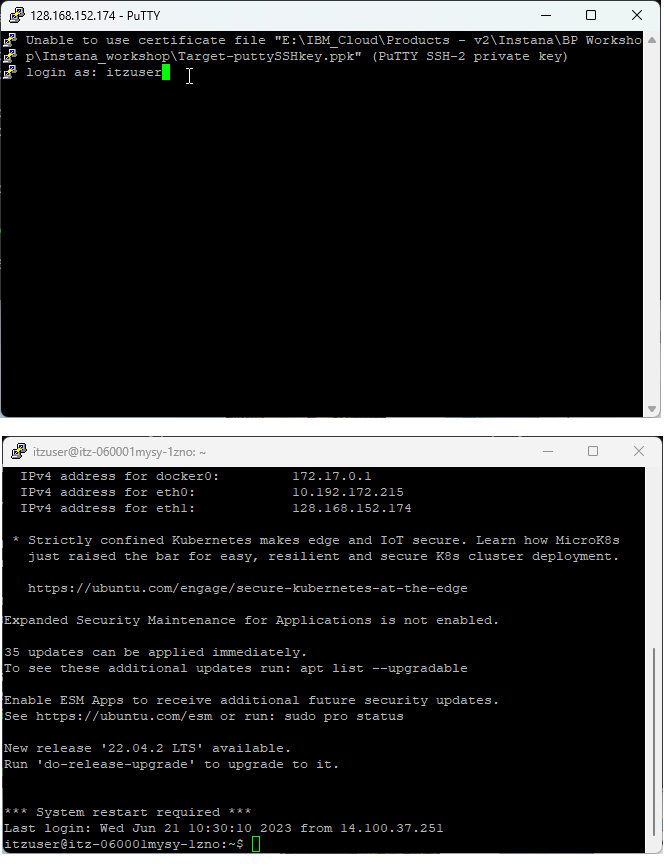 128.168.152.174 - PuTTY
Unable to use certificate file "E:\IBM_Cloud\Products - v2\Instana\BP Worksho
p\Instana_workshop\Target-puttySSHkey.ppk" (PuTTY SSH-2 private key)
login as: itzuser
itzuser@itz-060001mysy-1zno: ~
IPv4 address for docker0: 172.17.0.1
IPv4 address for eth0: 10.192.172.215
IPv4 address for eth1: 128.168.152.174
* Strictly confined Kubernetes makes edge and IoT secure. Learn how MicroK8s
just raised the bar for easy, resilient and secure K8s cluster deployment.
https://ubuntu.com/engage/secure-kubernetes-at-the-edge
Expanded Security Maintenance for Applications is not enabled.
35 updates can be applied immediately.
To see these additional updates run: apt list --upgradable
Enable ESM Apps to receive additional future security updates.
See https://ubuntu.com/esm or run: sudo pro status
New release '22.04.2 LTS' available.
Run 'do-release-upgrade' to upgrade to it.
*** System restart required ***
Last login: Wed Jun 21 10:30:10 2023 from 14.100.37.251
itzuser@itz-060001mysy-1zno:~$